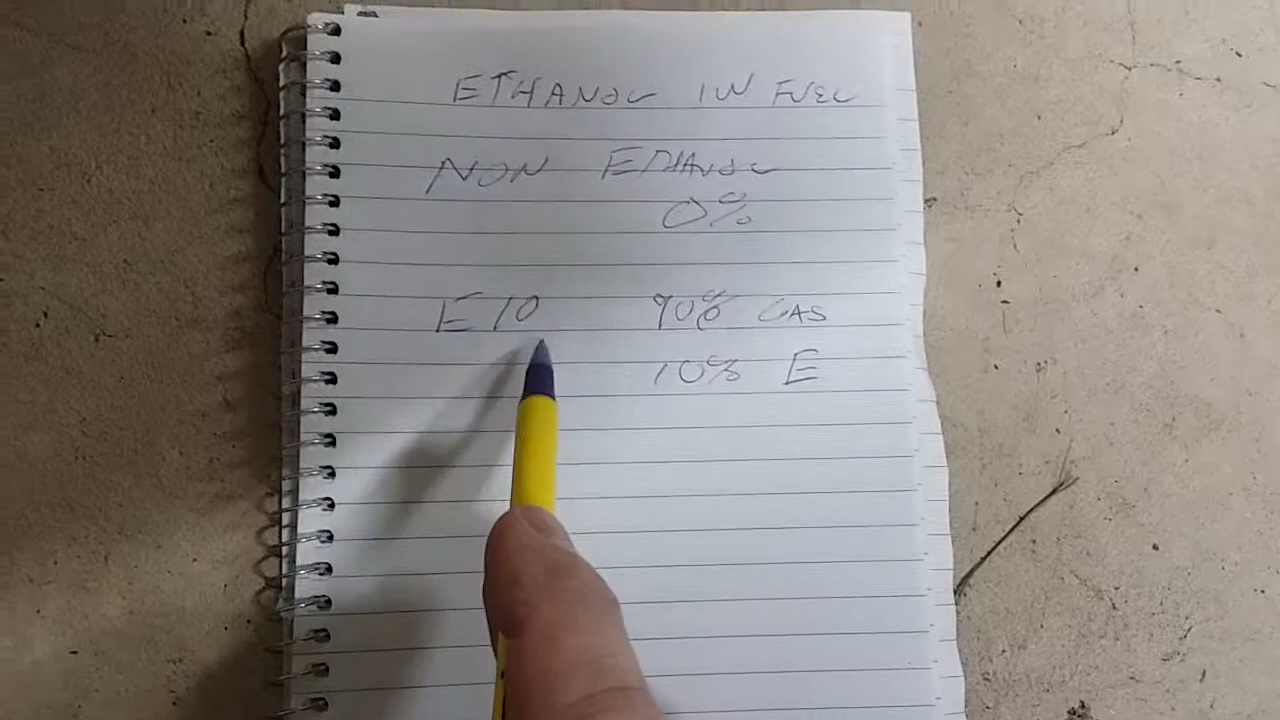 ETHANOL IN FUEL
NON ETHANOL
0%
E10 90% GAS
10% E